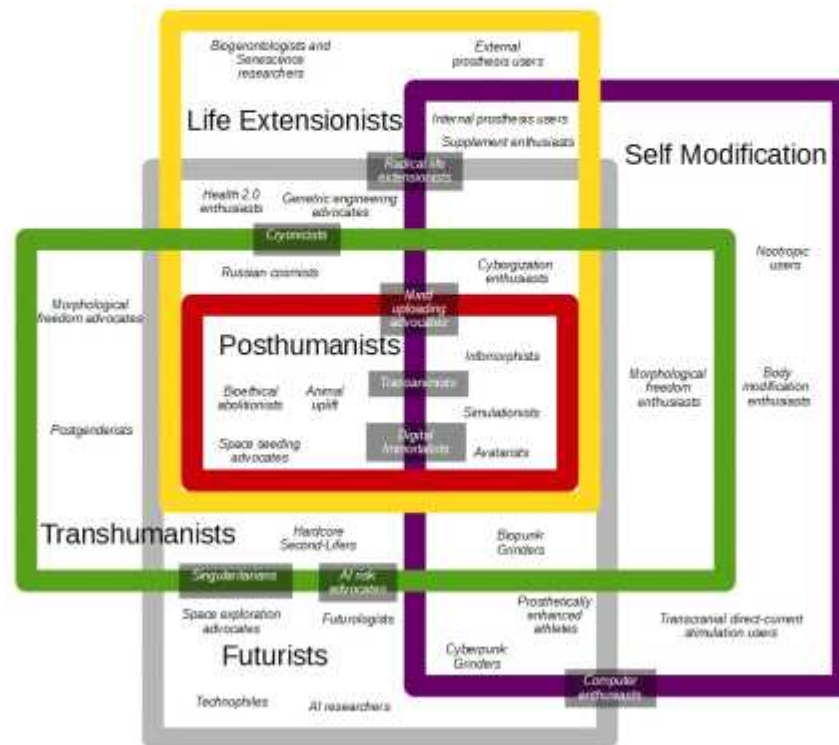 Biogerontologists and
Senescence
researchers
External
prosthesis users
Life Extensionists
Internal prosthesis users
Supplement enthusiasts
Self Modification
Radical life
extensionists
Health 2.0
enthusiasts
Genetric engineering
advocates
Cryonicists
Russian cosmists
Cyborgization
enthusiasts
Nootropic
users
Morphological
freedom advocates
Mind
uploading
advocates
Posthumanists
Infomorphists
Bioethical
abolitionists
Animal
uplift
Transanimists
Morphological
freedom
enthusiasts
Body
modification
enthusiasts
Simulationists
Postgenderists
Space seeding
advocates
Digital
Immortalists
Avatarists
Transhumanists
Hardcore
Second-Lifers
Biopunk
Grinders
Singularitarians
AI risk
advocates
Space exploration
advocates
Futurologists
Prosthetically
enhanced
athletes
Transcranial direct-current
stimulation users
Futurists
Cyberpunk
Grinders
Computer
enthusiasts
Technophiles
AI researchers